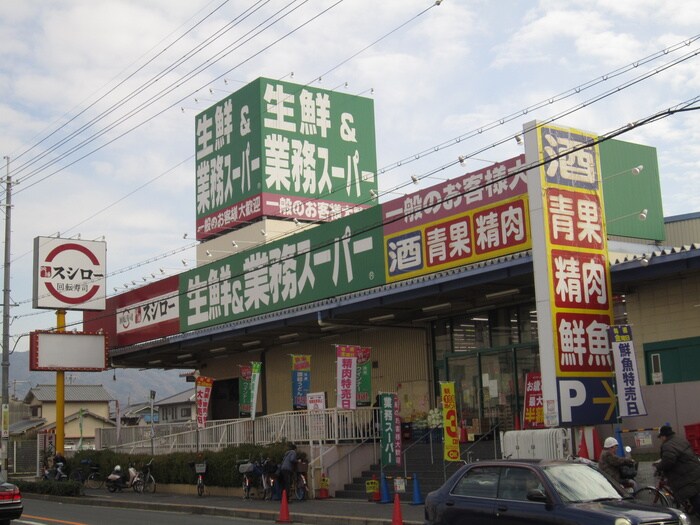 生鮮&
業務スーパー
一般のお客様大歓迎
生鮮&
業務スーパー
一般のお客様大歓迎
スシロー
回転寿司
スシロー
生鮮&業務スーパー
一般のお客様大
酒 青果 精肉
酒
青果
精肉
鮮魚
P
業務スーパー
精肉特売日
鮮魚特売日